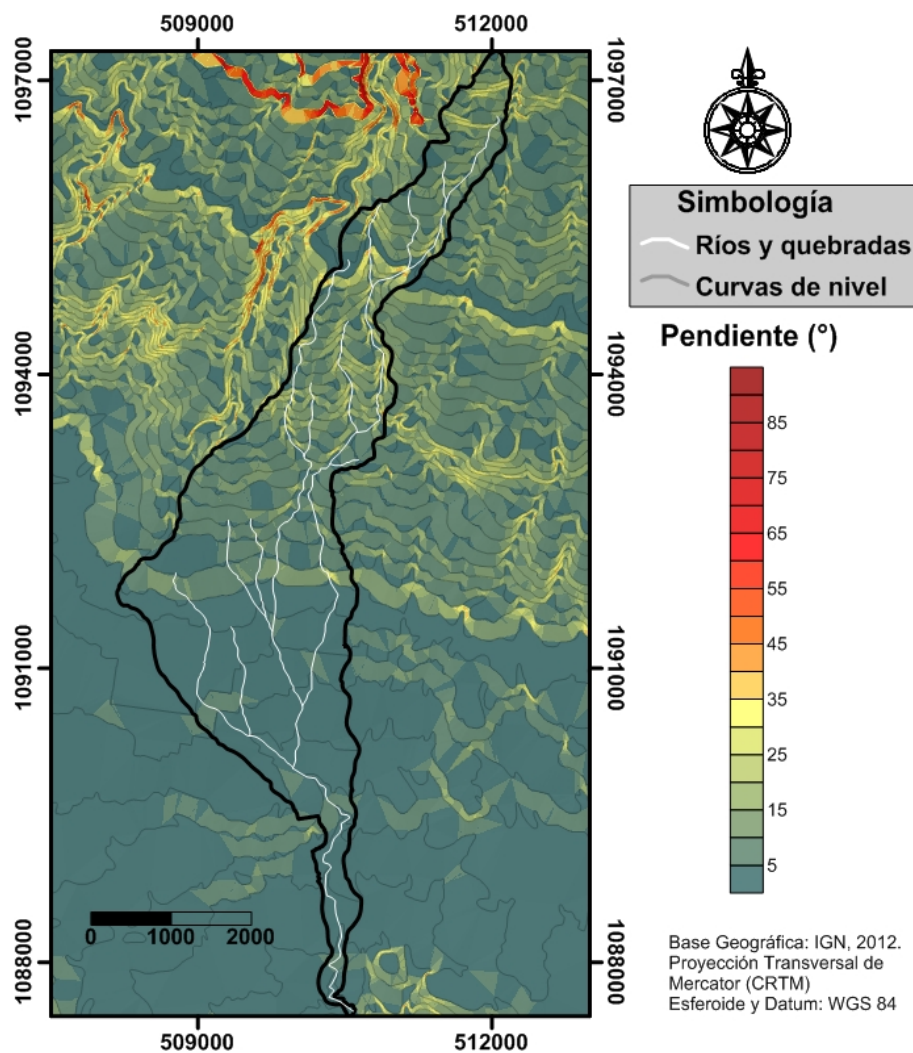 509000 512000
1097000 1097000
1094000 1094000
1091000 1091000
1088000 1088000
0 1000 2000
509000 512000
Simbología
Ríos y quebradas
Curvas de nivel
Pendiente (°)
85
75
65
55
45
35
25
15
5
Base Geográfica: IGN, 2012.
Proyección Transversal de
Mercator (CRTM)
Esferoide y Datum: WGS 84